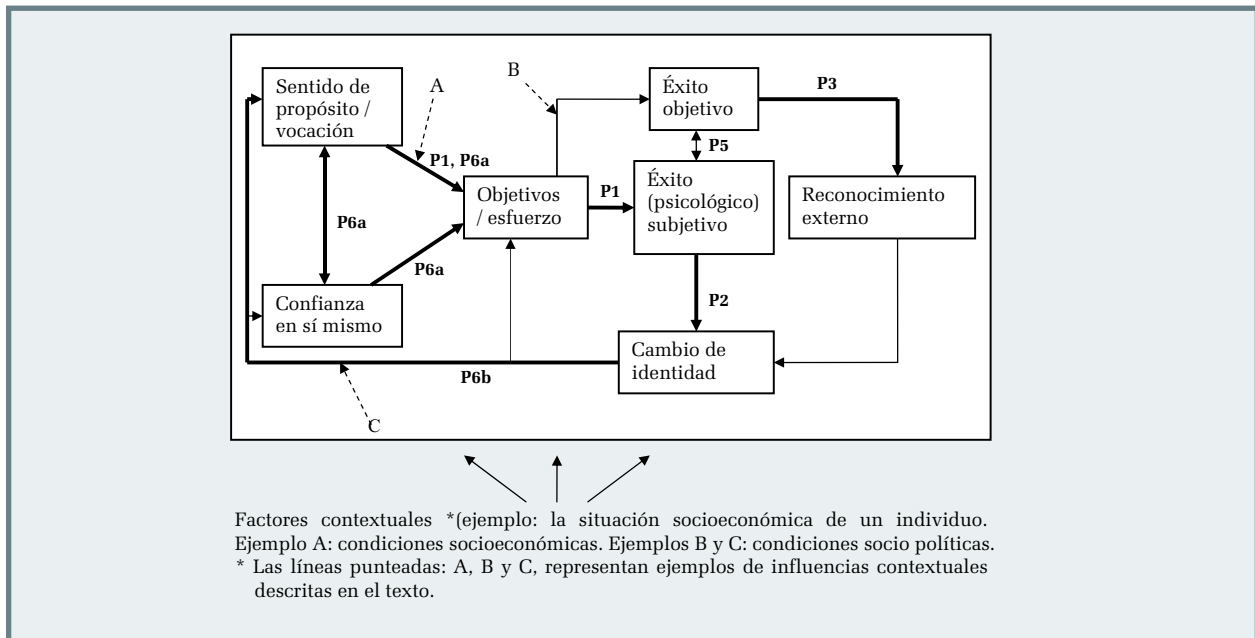 Sentido de
propósito /
vocación
A
B
Éxito
objetivo
P3
P1, P6a
P5
Objetivos
/ esfuerzo
P1
Éxito
(psicológico)
subjetivo
Reconocimiento
externo
P6a
P6a
P2
Confianza
en sí mismo
Cambio de
identidad
P6b
C
Factores contextuales *(ejemplo: la situación socioeconómica de un individuo.
Ejemplo A: condiciones socioeconómicas. Ejemplos B y C: condiciones socio políticas.
* Las líneas punteadas: A, B y C, representan ejemplos de influencias contextuales
descritas en el texto.